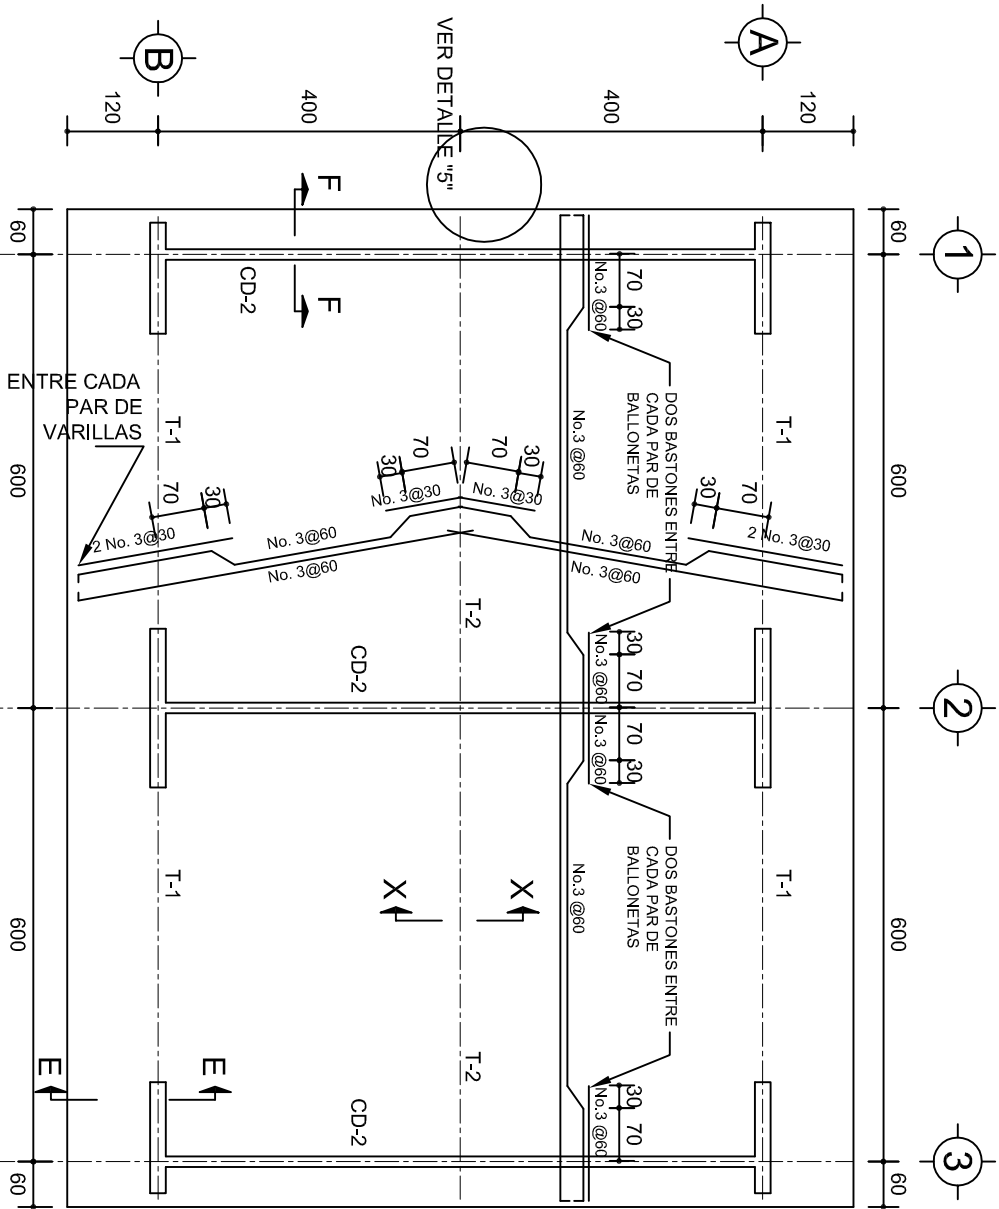 1
2
3
60
600
600
60
A
B
120
400
400
120
VER DETALLE "5"
T-1
T-1
70
30
No.3 @60
DOS BASTONES ENTRE
CADA PAR DE
BALLONETAS
No.3 @60
30
70
70
30
No.3 @60
No.3 @60
DOS BASTONES ENTRE
CADA PAR DE
BALLONETAS
No.3 @60
30
70
No.3 @60
70
30
2 No. 3@30
No. 3@60
No. 3@60
30
70
No. 3@30
70
30
No. 3@30
No. 3@60
No. 3@60
30
70
2 No. 3@30
T-2
T-2
X
X
F
F
CD-2
CD-2
CD-2
E
E
T-1
T-1
ENTRE CADA
PAR DE
VARILLAS
60
600
600
60